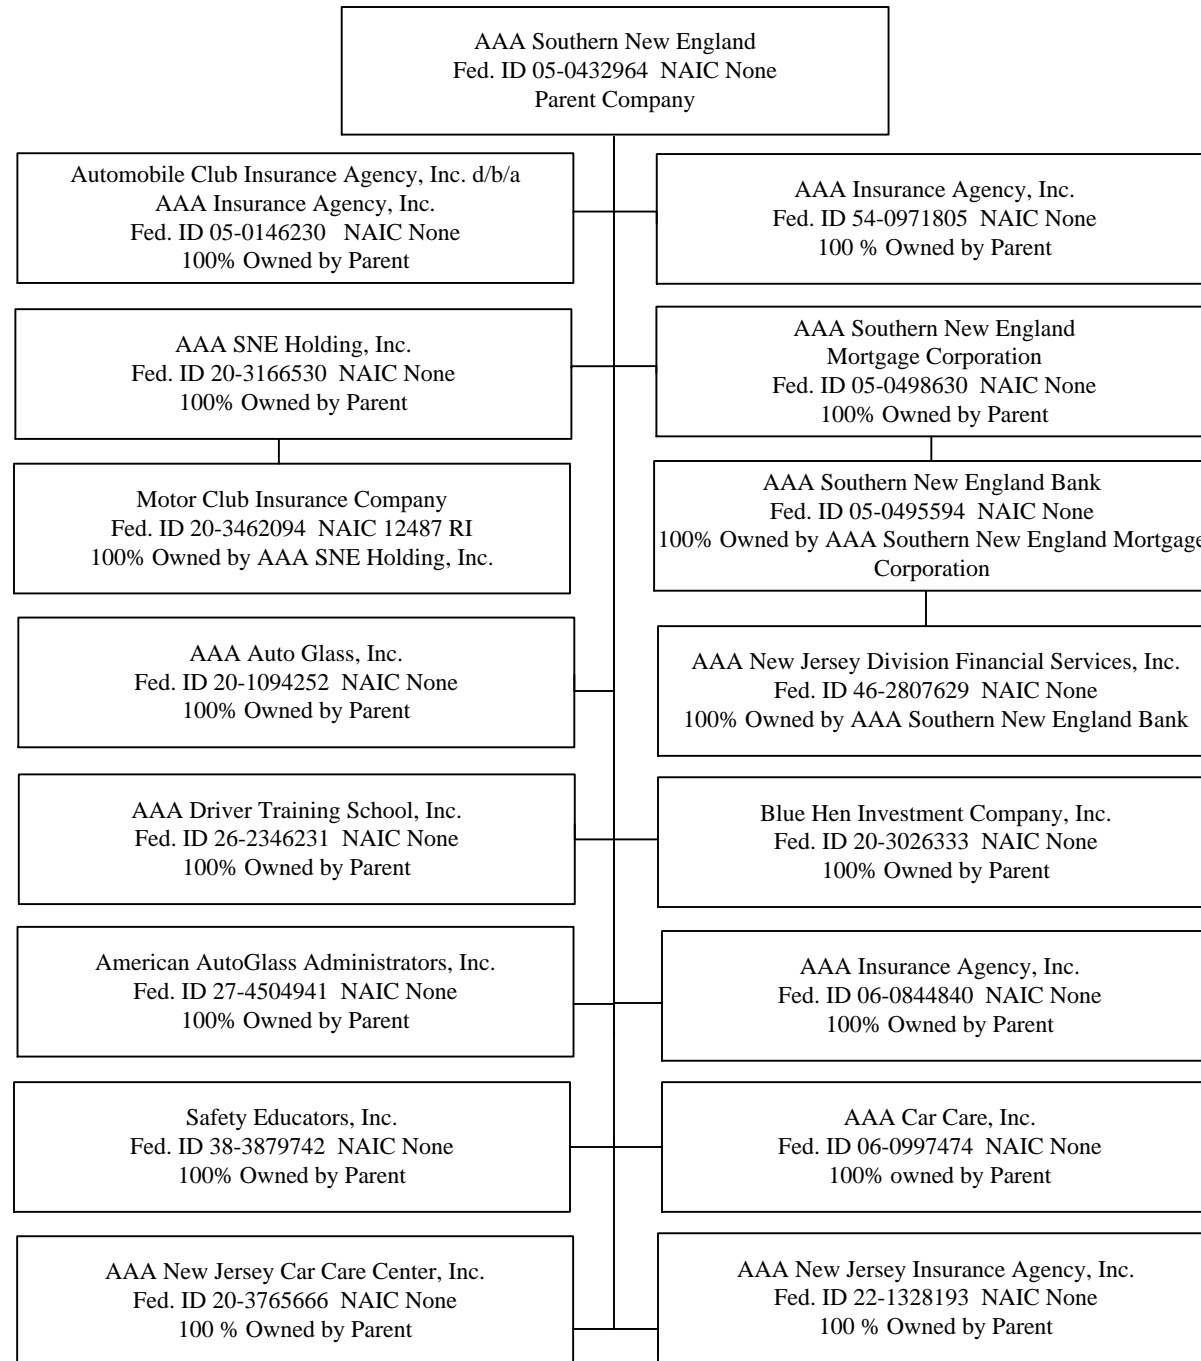 AAA Southern New England
Fed. ID 05-0432964 NAIC None
Parent Company
Automobile Club Insurance Agency, Inc. d/b/a
AAA Insurance Agency, Inc.
Fed. ID 05-0146230 NAIC None
100% Owned by Parent
AAA Insurance Agency, Inc.
Fed. ID 54-0971805 NAIC None
100 % Owned by Parent
AAA SNE Holding, Inc.
Fed. ID 20-3166530 NAIC None
100% Owned by Parent
AAA Southern New England
Mortgage Corporation
Fed. ID 05-0498630 NAIC None
100% Owned by Parent
Motor Club Insurance Company
Fed. ID 20-3462094 NAIC 12487 RI
100% Owned by AAA SNE Holding, Inc.
AAA Southern New England Bank
Fed. ID 05-0495594 NAIC None
100% Owned by AAA Southern New England Mortgage
Corporation
AAA Auto Glass, Inc.
Fed. ID 20-1094252 NAIC None
100% Owned by Parent
AAA New Jersey Division Financial Services, Inc.
Fed. ID 46-2807629 NAIC None
100% Owned by AAA Southern New England Bank
AAA Driver Training School, Inc.
Fed. ID 26-2346231 NAIC None
100% Owned by Parent
Blue Hen Investment Company, Inc.
Fed. ID 20-3026333 NAIC None
100% Owned by Parent
American AutoGlass Administrators, Inc.
Fed. ID 27-4504941 NAIC None
100% Owned by Parent
AAA Insurance Agency, Inc.
Fed. ID 06-0844840 NAIC None
100% Owned by Parent
Safety Educators, Inc.
Fed. ID 38-3879742 NAIC None
100% Owned by Parent
AAA Car Care, Inc.
Fed. ID 06-0997474 NAIC None
100% owned by Parent
AAA New Jersey Car Care Center, Inc.
Fed. ID 20-3765666 NAIC None
100 % Owned by Parent
AAA New Jersey Insurance Agency, Inc.
Fed. ID 22-1328193 NAIC None
100 % Owned by Parent